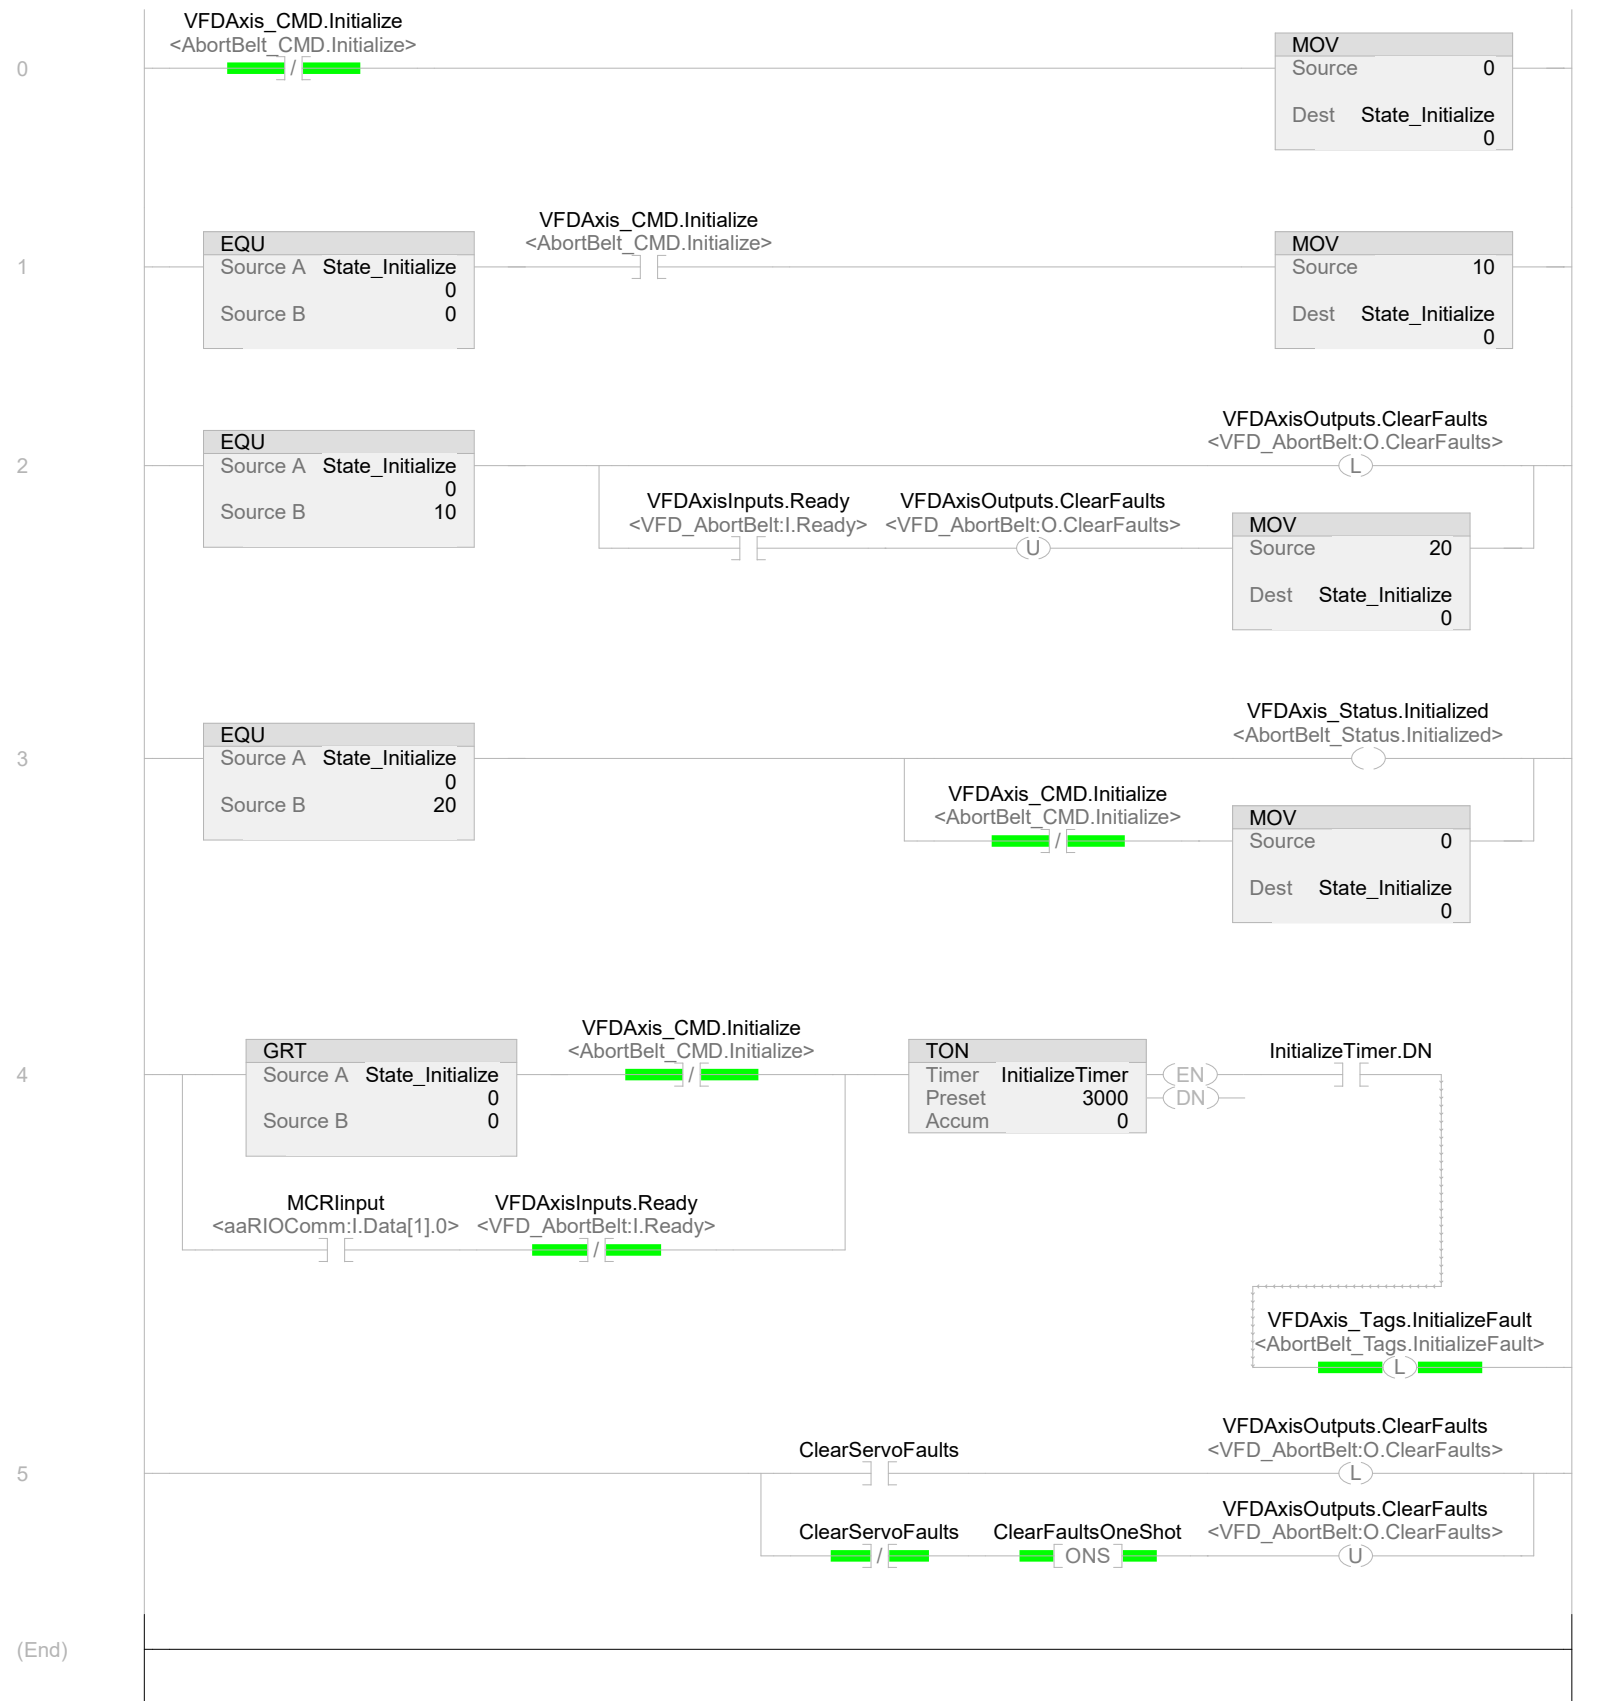 VFDAxis_CMD.Initialize
<AbortBelt_CMD.Initialize>
0
/
MOV
Source 0
Dest State_Initialize
0
VFDAxis_CMD.Initialize
<AbortBelt_CMD.Initialize>
1
EQU
Source A State_Initialize
0
Source B 0
MOV
Source 10
Dest State_Initialize
0
VFDAxisOutputs.ClearFaults
<VFD_AbortBelt:O.ClearFaults>
2
EQU
Source A State_Initialize
0
Source B 10
L
VFDAxisInputs.Ready
<VFD_AbortBelt:I.Ready>
VFDAxisOutputs.ClearFaults
<VFD_AbortBelt:O.ClearFaults>
U
MOV
Source 20
Dest State_Initialize
0
VFDAxis_Status.Initialized
<AbortBelt_Status.Initialized>
3
EQU
Source A State_Initialize
0
Source B 20
VFDAxis_CMD.Initialize
<AbortBelt_CMD.Initialize>
/
MOV
Source 0
Dest State_Initialize
0
4
GRT
Source A State_Initialize
0
Source B 0
VFDAxis_CMD.Initialize
<AbortBelt_CMD.Initialize>
/
TON
Timer InitializeTimer
Preset 3000
Accum 0
EN
DN
InitializeTimer.DN
MCRIinput
<aaRIOComm:I.Data[1].0>
VFDAxisInputs.Ready
<VFD_AbortBelt:I.Ready>
/
VFDAxis_Tags.InitializeFault
<AbortBelt_Tags.InitializeFault>
L
5
ClearServoFaults
VFDAxisOutputs.ClearFaults
<VFD_AbortBelt:O.ClearFaults>
L
ClearServoFaults
/
ClearFaultsOneShot
ONS
VFDAxisOutputs.ClearFaults
<VFD_AbortBelt:O.ClearFaults>
U
(End)